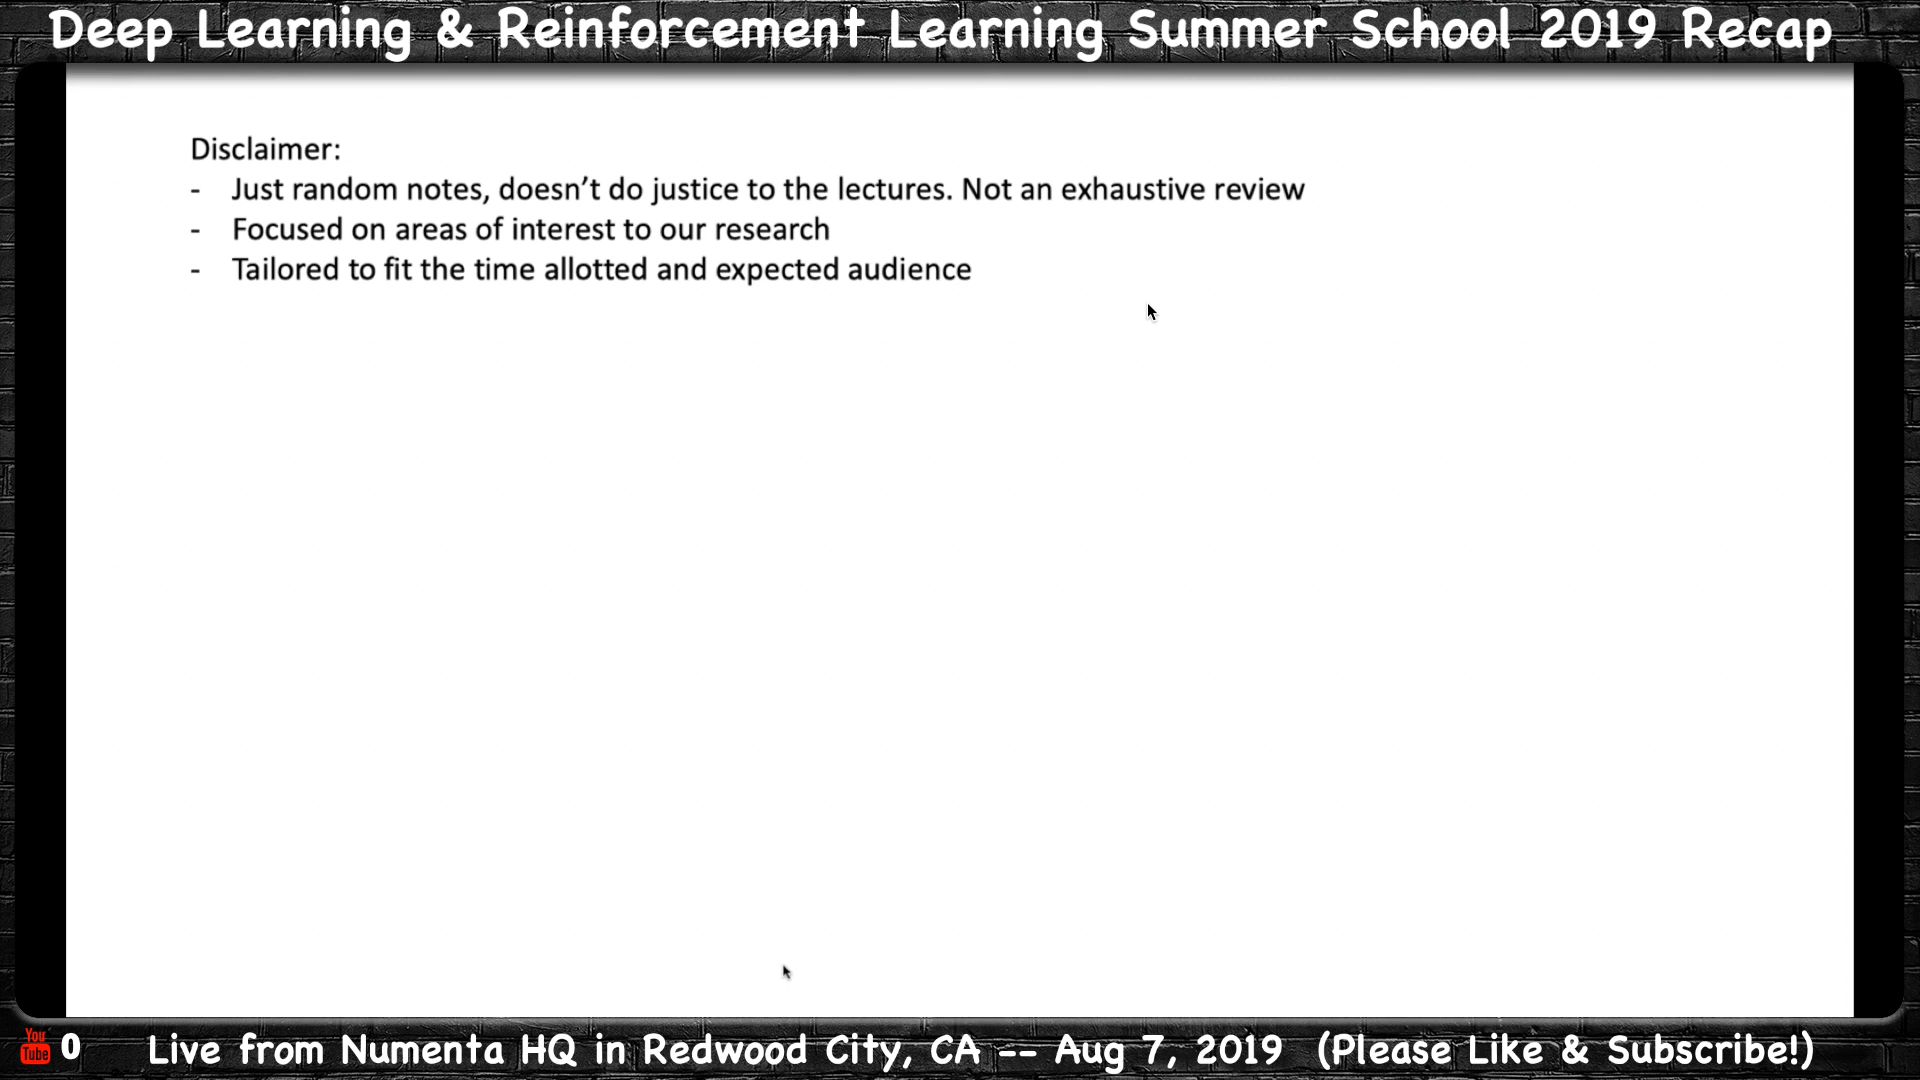 Deep Learning & Reinforcement Learning Summer School 2019 Recap
Disclaimer:
- Just random notes, doesn’t do justice to the lectures. Not an exhaustive review
- Focused on areas of interest to our research
- Tailored to fit the time allotted and expected audience
You
Tube
0
Live from Numenta HQ in Redwood City, CA -- Aug 7, 2019 (Please Like & Subscribe!)